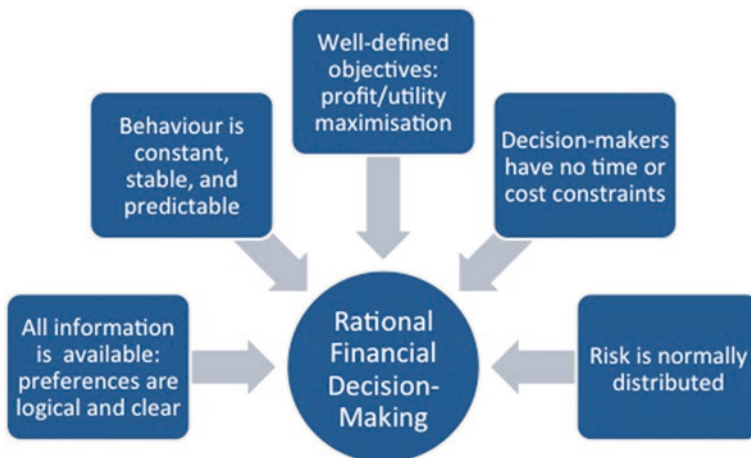 Well-defined
objectives:
profit/utility
maximisation
Behaviour is
constant,
stable, and
predictable
Decision-makers
have no time or
cost constraints
All information
is available:
preferences are
logical and clear
Rational
Financial
Decision-
Making
Risk is normally
distributed